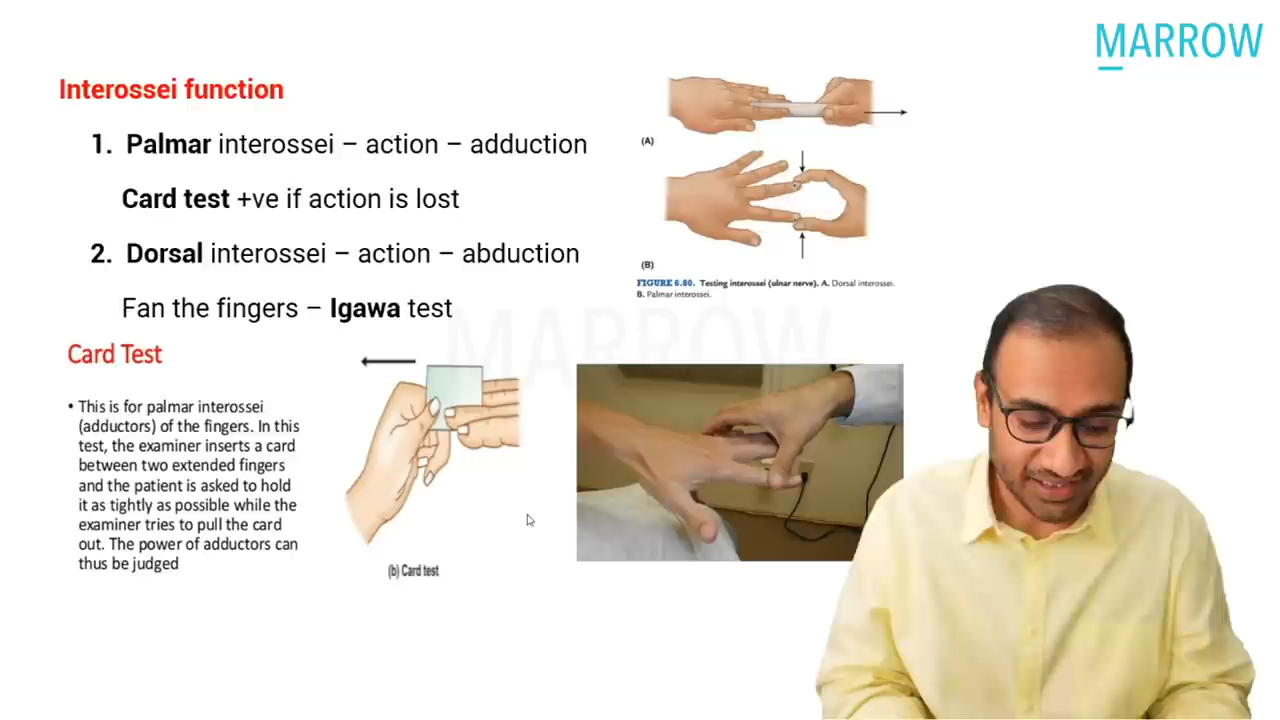 MARROW
Interossei function
1. Palmar interossei – action – adduction
Card test +ve if action is lost
2. Dorsal interossei – action – abduction
Fan the fingers – Igawa test
(A)
(B)
FIGURE 6.80. Testing interossei (ulnar nerve). A. Dorsal interossei.
B. Palmar interossei.
MARROW
Card Test
• This is for palmar interossei
(adductors) of the fingers. In this
test, the examiner inserts a card
between two extended fingers
and the patient is asked to hold
it as tightly as possible while the
examiner tries to pull the card
out. The power of adductors can
thus be judged
(b) Card test